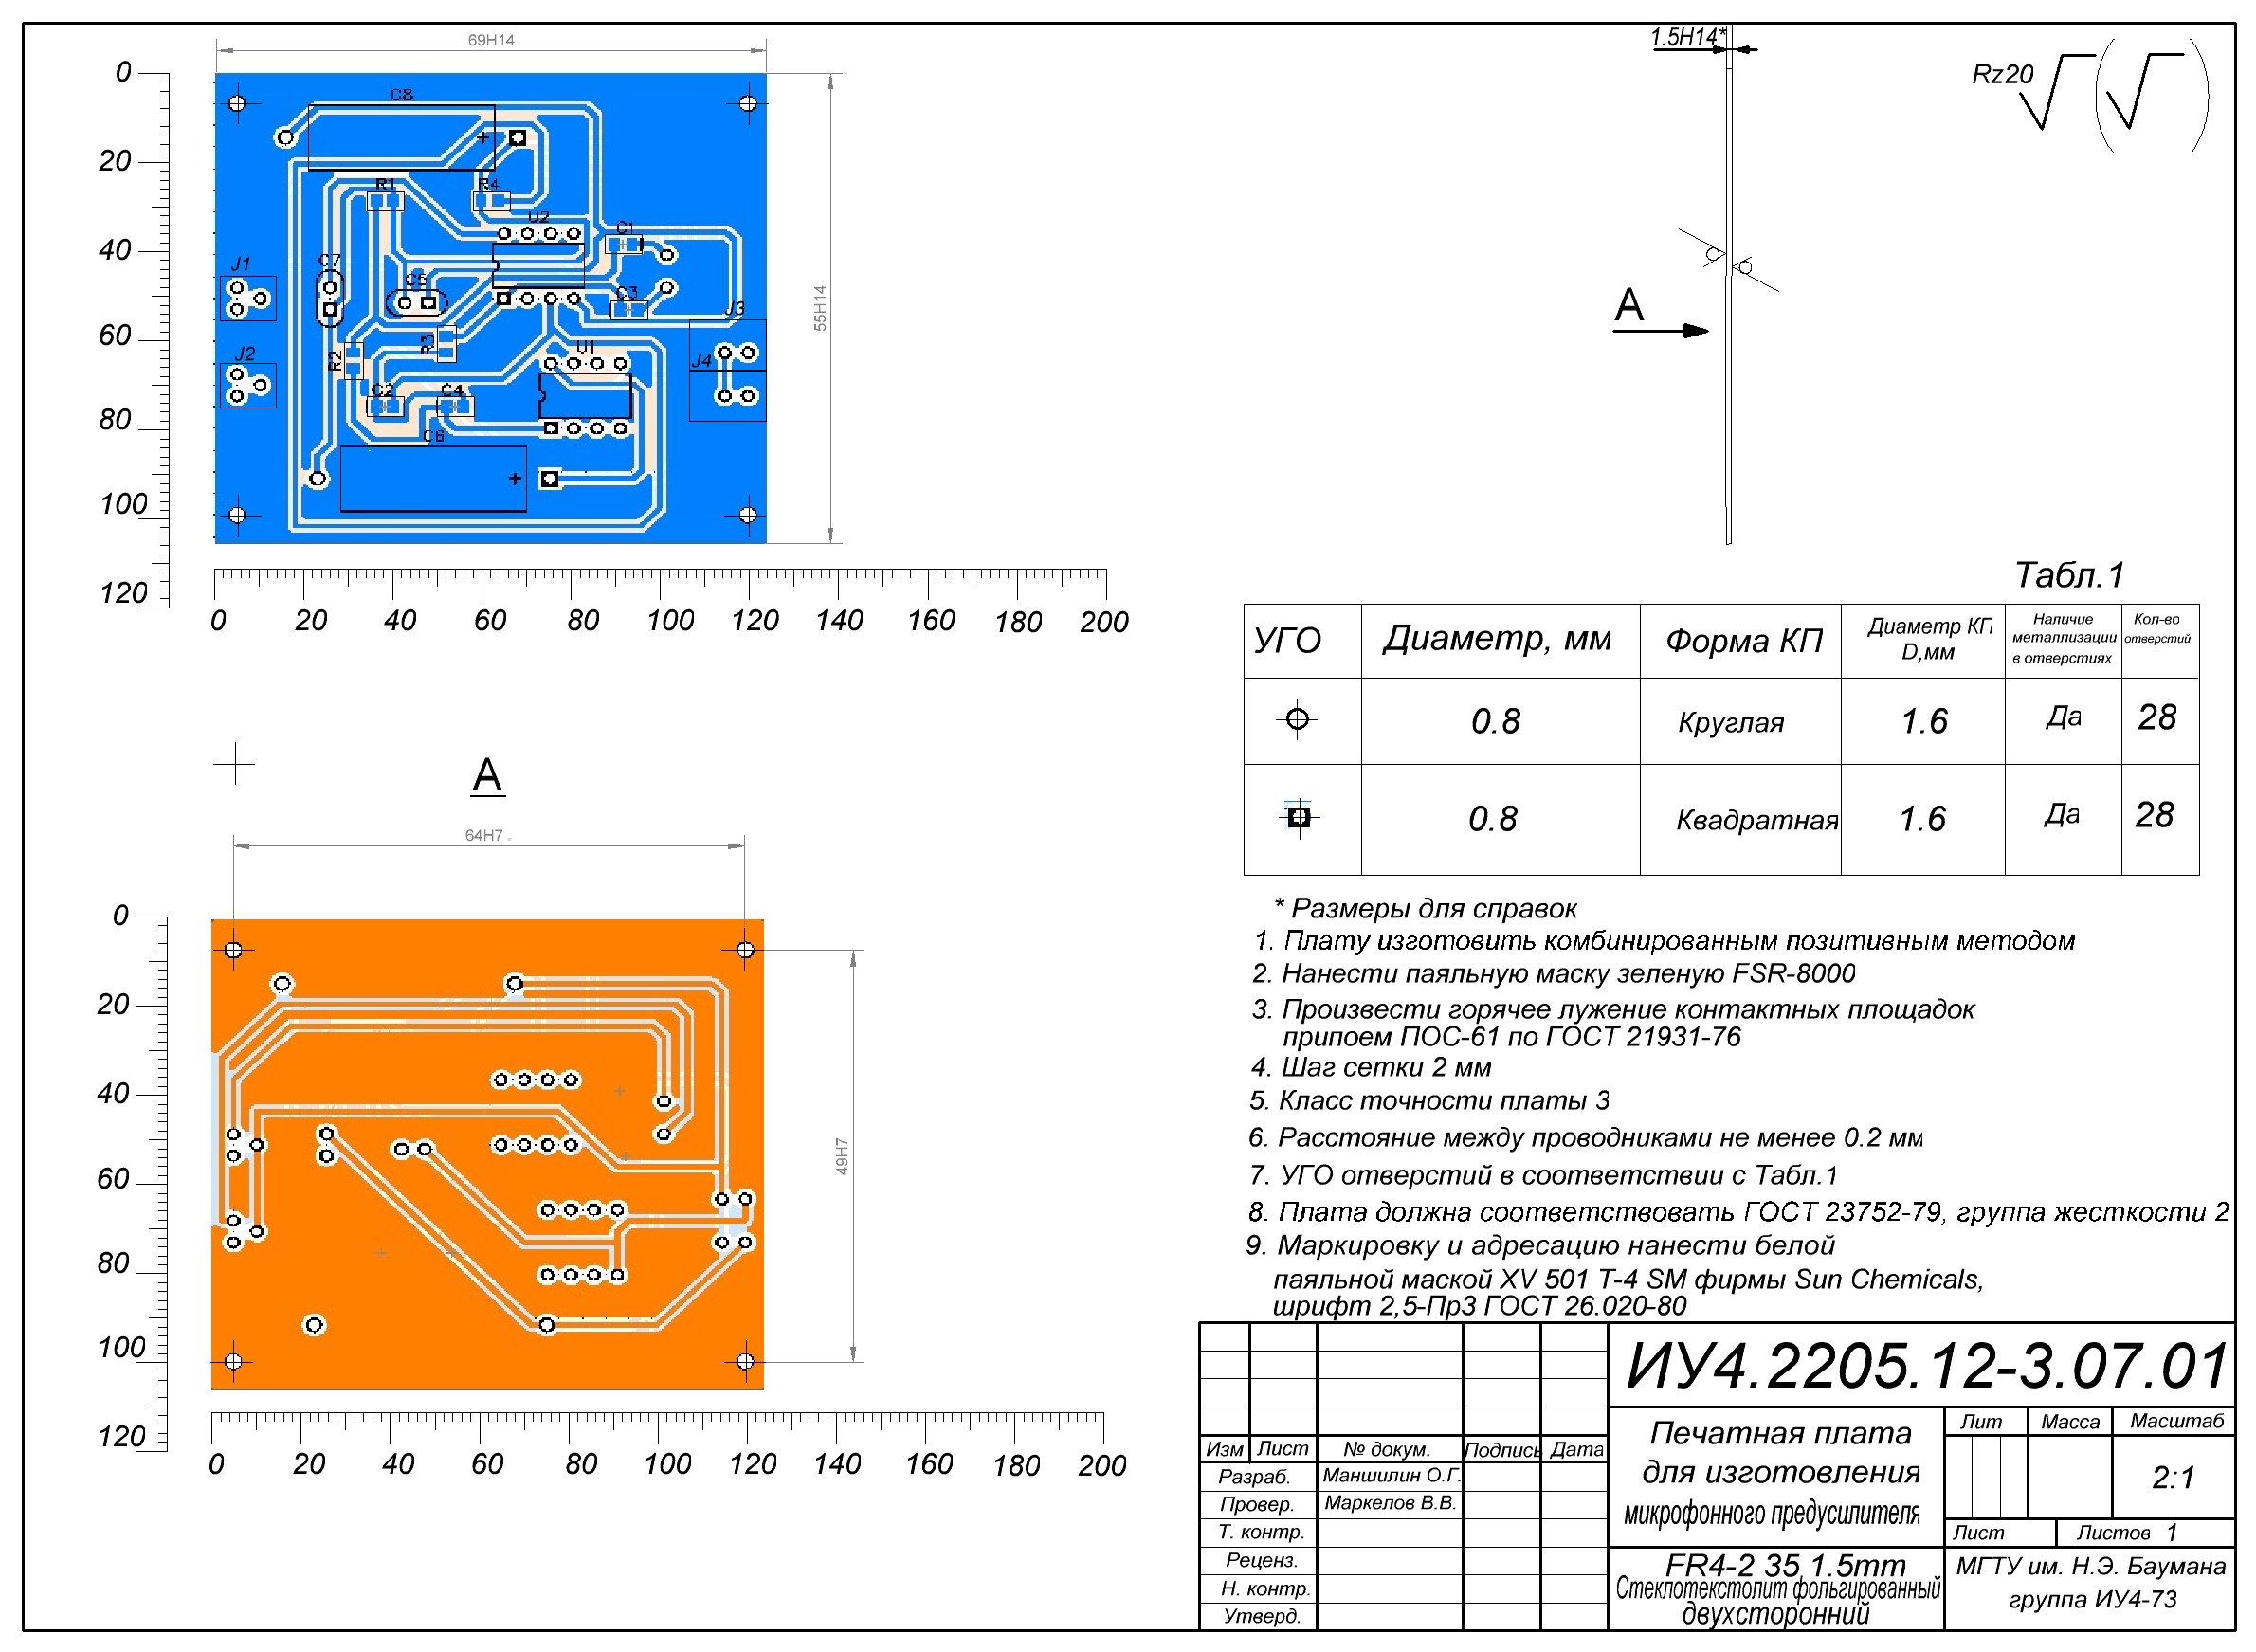 69H14
1.5H14*
Rz20
0
20
40
60
80
100
120
C8
R1
R4
U2
C1
J1
C7
C5
C3
J3
55H14
A
J2
R2
R3
U1
J4
C2
C4
C6
+
+
0 20 40 60 80 100 120 140 160 180 200
Табл.1
УГО Диаметр, мм Форма КП Диаметр КП D,мм Наличие металлизации в отверстиях Кол-во отверстий
0.8 Круглая 1.6 Да 28
0.8 Квадратная 1.6 Да 28
A
64H7
0
20
40
60
80
100
120
49H7
0 20 40 60 80 100 120 140 160 180 200
* Размеры для справок
1. Плату изготовить комбинированным позитивным методом
2. Нанести паяльную маску зеленую FSR-8000
3. Произвести горячее лужение контактных площадок
припоем ПОС-61 по ГОСТ 21931-76
4. Шаг сетки 2 мм
5. Класс точности платы 3
6. Расстояние между проводниками не менее 0.2 мм
7. УГО отверстий в соответствии с Табл.1
8. Плата должна соответствовать ГОСТ 23752-79, группа жесткости 2
9. Маркировку и адресацию нанести белой
паяльной маской XV 501 T-4 SM фирмы Sun Chemicals,
шрифт 2,5-Пр3 ГОСТ 26.020-80
ИУ4.2205.12-3.07.01
Изм Лист № докум. Подпись Дата
Разраб. Маншилин О.Г.
Провер. Маркелов В.В.
Т. контр.
Реценз.
Н. контр.
Утверд.
Печатная плата
для изготовления
микрофонного предусилителя
Лит Масса Масштаб
2:1
Лист Листов 1
FR4-2 35 1.5mm
Стеклотекстолит фольгированный
двухсторонний
МГТУ им. Н.Э. Баумана
группа ИУ4-73